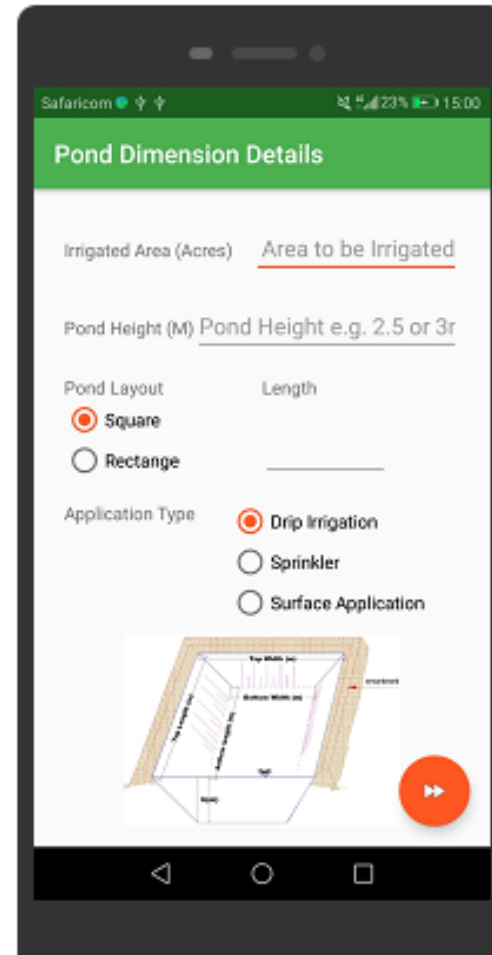 Safaricom 23% 15:00
Pond Dimension Details
Irrigated Area (Acres) Area to be Irrigated
Pond Height (M) Pond Height e.g. 2.5 or 3r
Pond Layout Length
Square
Rectange
Application Type Drip Irrigation
Sprinkler
Surface Application
Top Width (m)
Bottom Width (m)
Top Length (m)